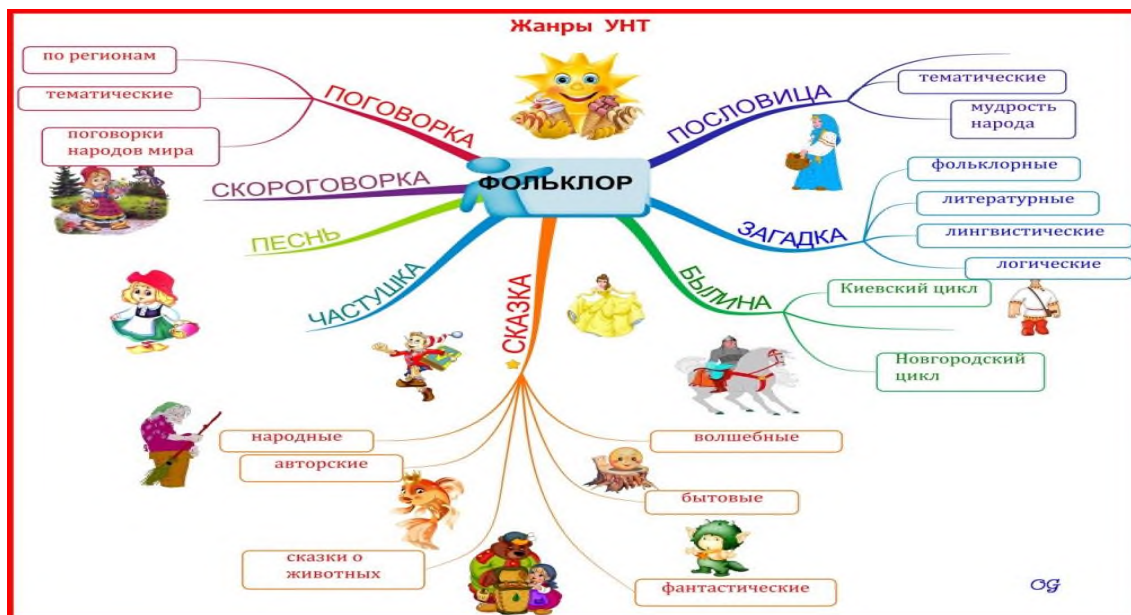 Жанры УНТ
по регионам
тематические
поговорки
народов мира
ПОГОВОРКА
СКОРОГОВОРКА
ПЕСНЬ
ЧАСТУШКА
ФОЛЬКЛОР
ПОСЛОВИЦА
тематические
мудрость
народа
ЗАГАДКА
фольклорные
литературные
лингвистические
логические
БЫЛИНА
Киевский цикл
Новгородский
цикл
СКАЗКА
народные
авторские
сказки о
животных
волшебные
бытовые
фантастические
OG